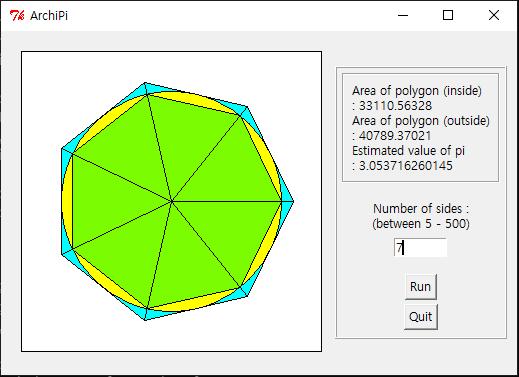 ArchiPi
Area of polygon (inside)
: 33110.56328
Area of polygon (outside)
: 40789.37021
Estimated value of pi
: 3.053716260145
Number of sides :
(between 5 - 500)
7
Run
Quit